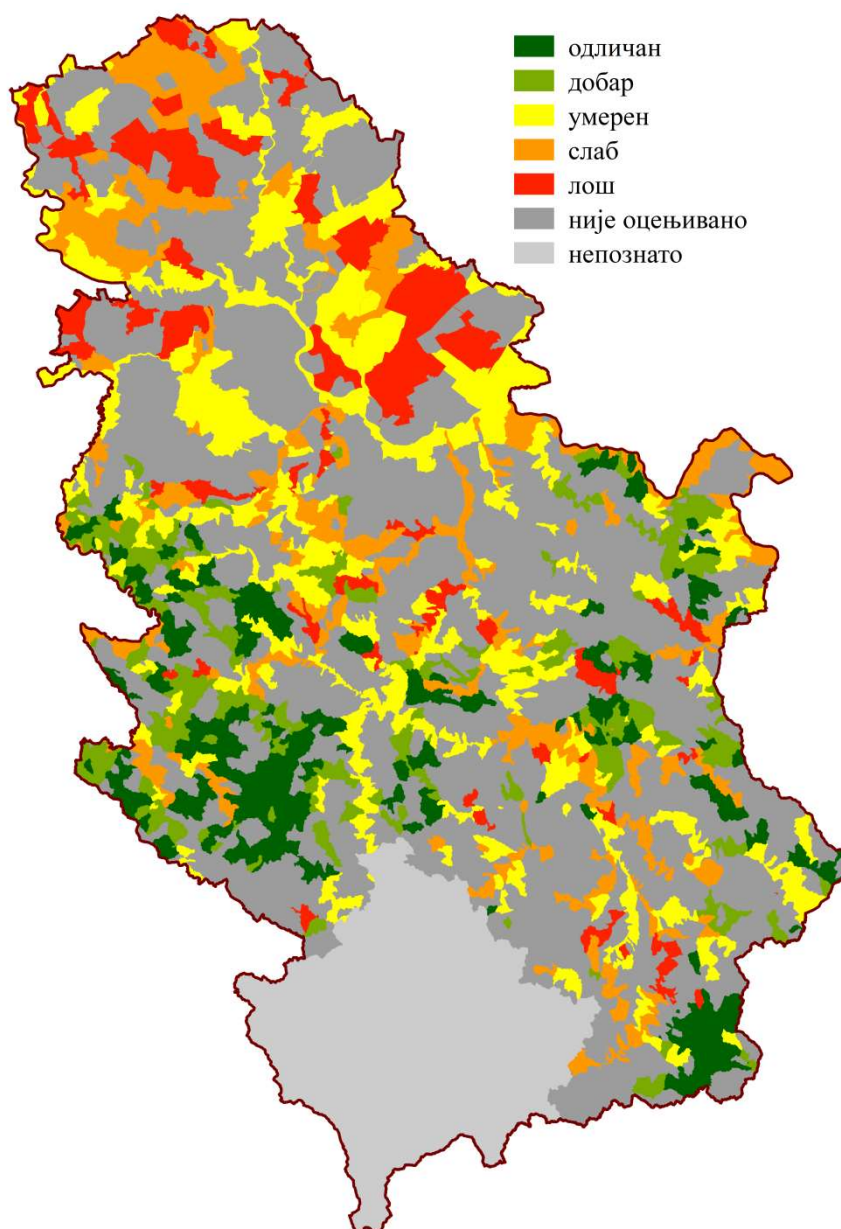 одличан
добар
умерен
слаб
лош
није оцењивано
непознато